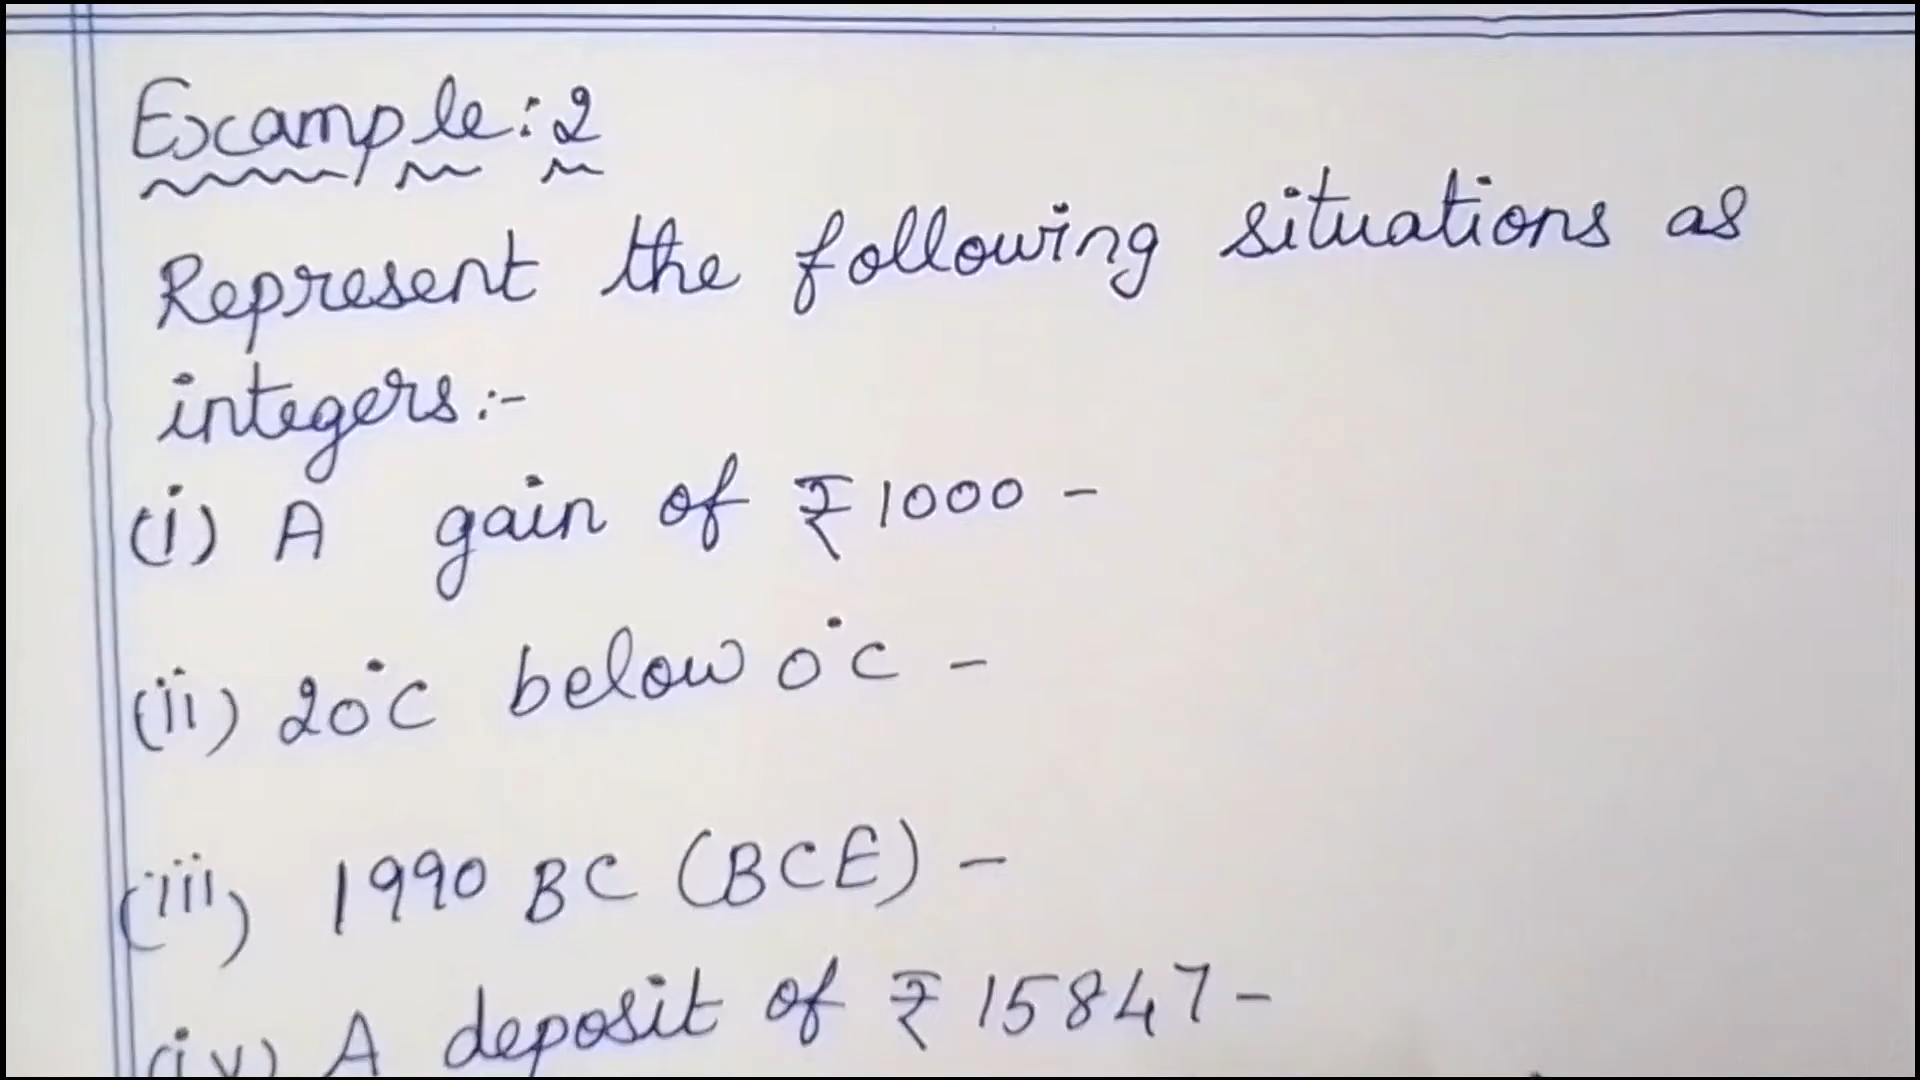 Example:2
Represent the following situations as
integers:-
(i) A gain of ₹1000 -
(ii) 20°C below 0°C -
(iii) 1990 BC (BCE) -
(iv) A deposit of ₹15847-